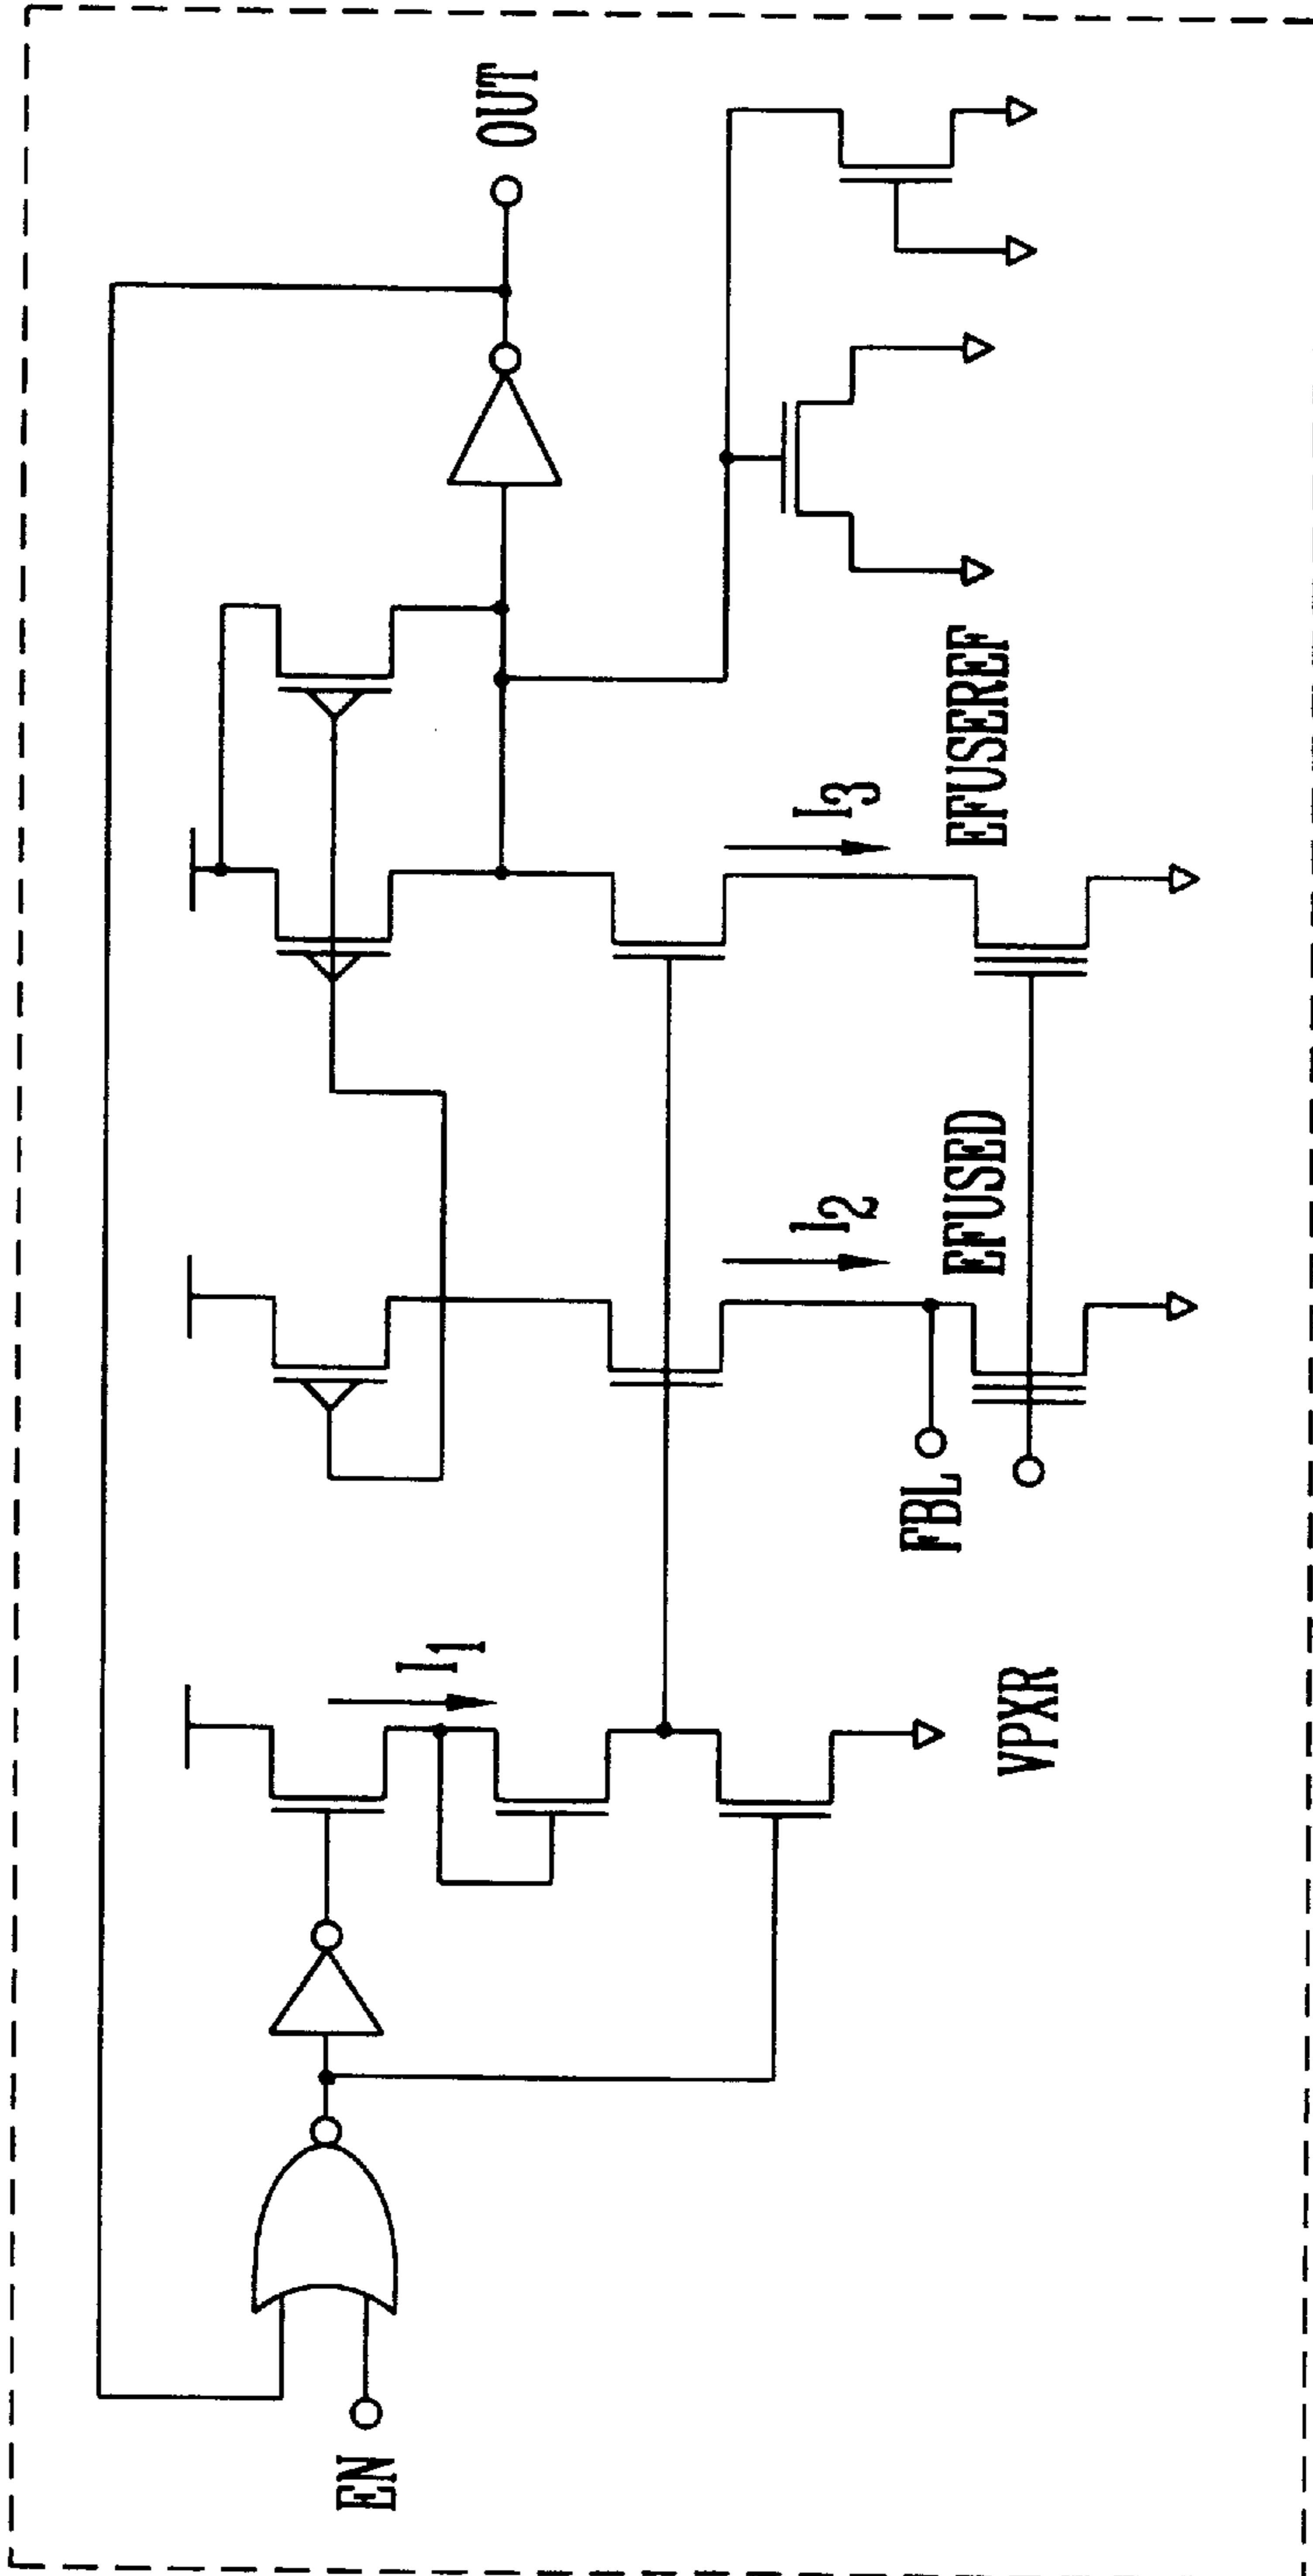 EN
OUT
I1
VPXR
FBL
I2
EFUSED
I3
EFUSEREF